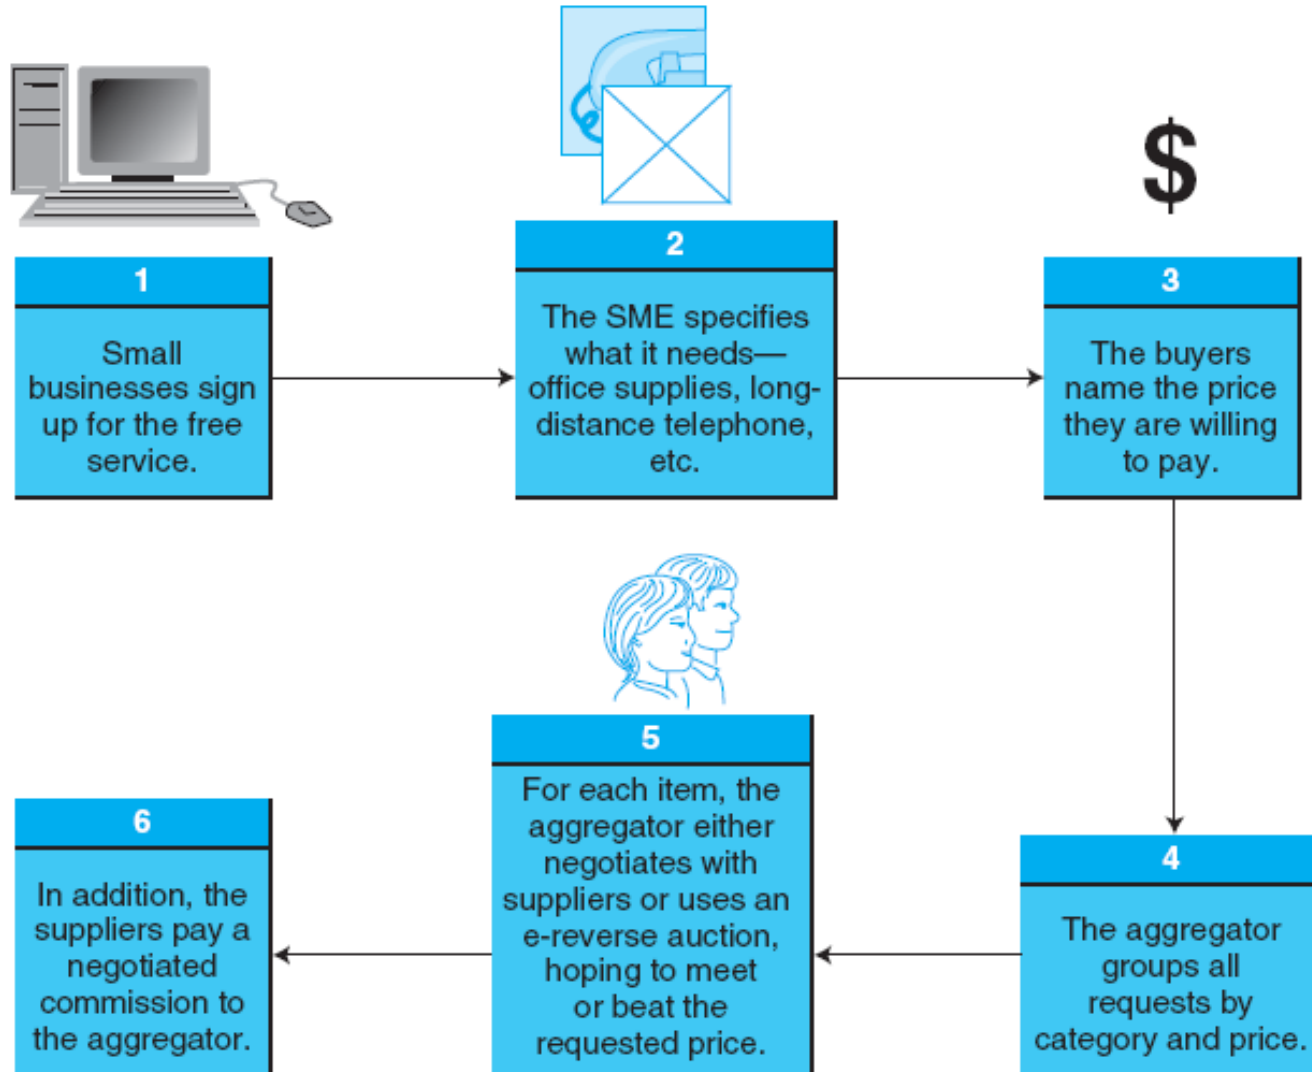 $
1
Small
businesses sign
up for the free
service.
2
The SME specifies
what it needs—
office supplies, long-
distance telephone,
etc.
3
The buyers
name the price
they are willing
to pay.
4
The aggregator
groups all
requests by
category and price.
5
For each item, the
aggregator either
negotiates with
suppliers or uses an
e-reverse auction,
hoping to meet
or beat the
requested price.
6
In addition, the
suppliers pay a
negotiated
commission to
the aggregator.